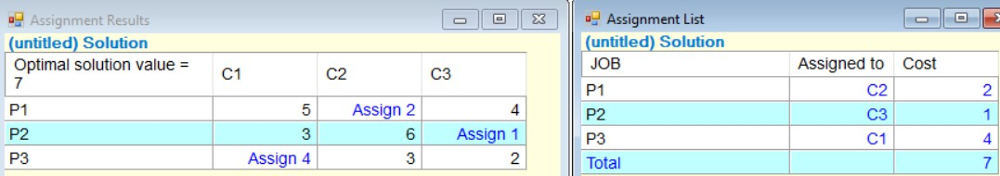 Assignment Results
(untitled) Solution
Optimal solution value = 7 C1 C2 C3
P1 5 Assign 2 4
P2 3 6 Assign 1
P3 Assign 4 3 2
Assignment List
(untitled) Solution
JOB Assigned to Cost
P1 C2 2
P2 C3 1
P3 C1 4
Total 7